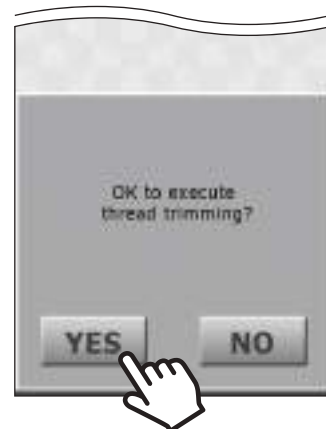 OK to execute
thread trimming?
YES NO